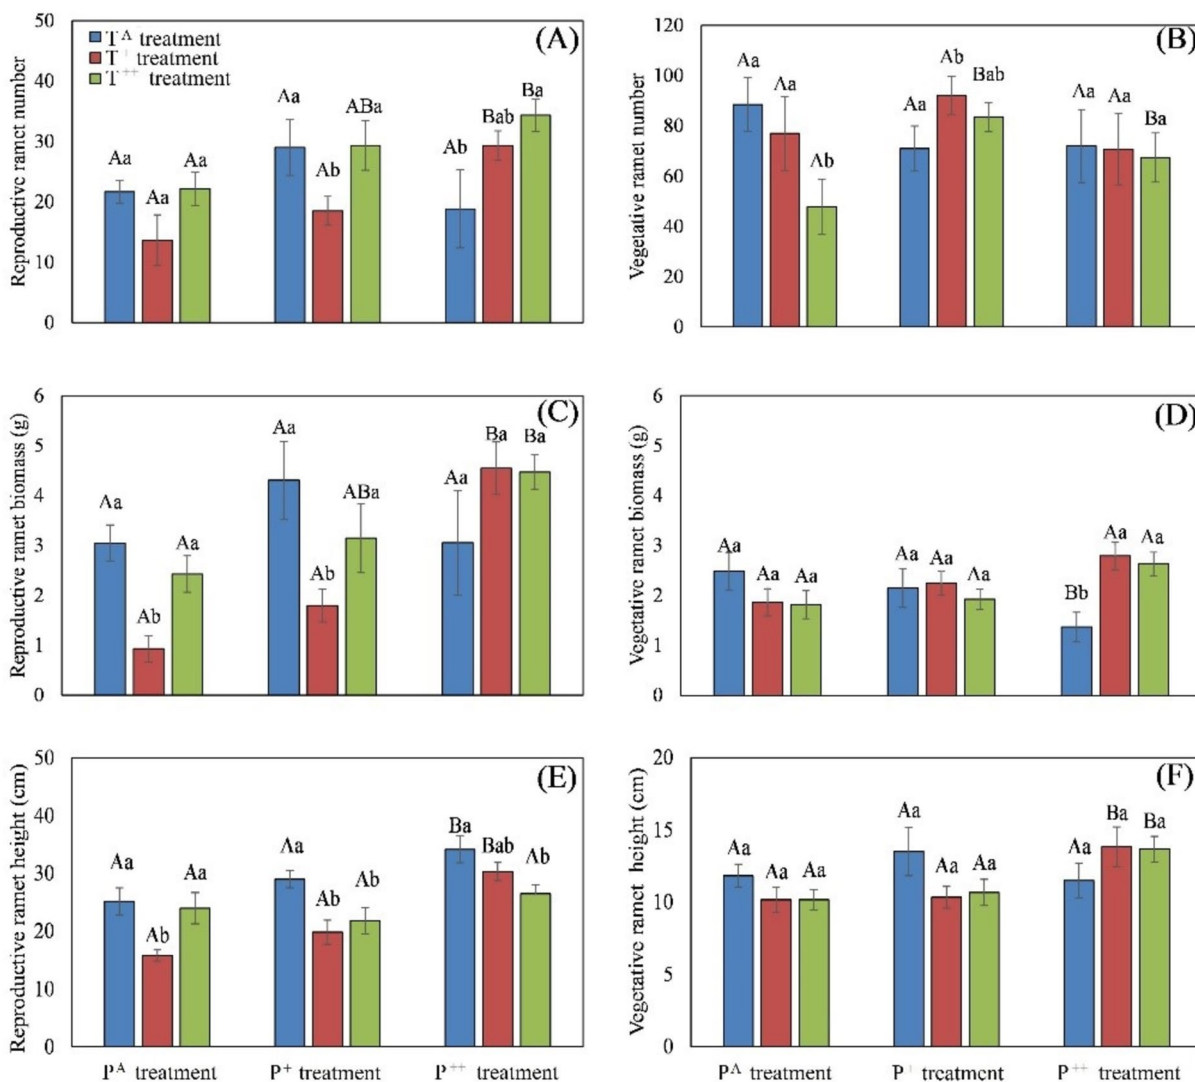 50
40
30
20
10
0
Reproductive ramet number
T^A treatment
T^+ treatment
T^++ treatment
(A)
Aa Aa Aa
Aa Ab ABa
Ab Bab Ba
120
100
80
60
40
20
0
Vegetative ramet number
(B)
Aa Aa Ab
Aa Ab Bab
Aa Aa Ba
6
5
4
3
2
1
0
Reproductive ramet biomass (g)
(C)
Aa Ab Aa
Aa Ab ABa
Aa Ba Ba
6
5
4
3
2
1
0
Vegetative ramet biomass (g)
(D)
Aa Aa Aa
Aa Aa Aa
Bb Aa Aa
50
40
30
20
10
0
Reproductive ramet height (cm)
(E)
Aa Ab Aa
Aa Ab Ab
Ba Bab Ab
P^A treatment P^+ treatment P^++ treatment
20
15
10
5
0
Vegetative ramet height (cm)
(F)
Aa Aa Aa
Aa Aa Aa
Aa Ba Ba
P^A treatment P^+ treatment P^++ treatment